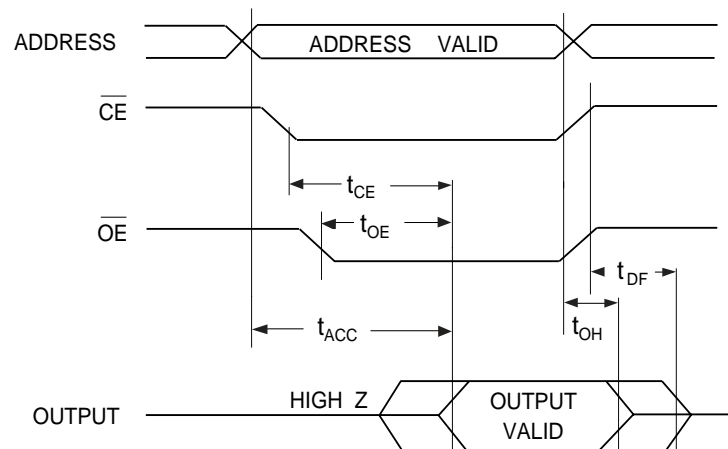 ADDRESS
ADDRESS VALID
CE
tCE
tOE
OE
tDF
tACC
tOH
HIGH Z
OUTPUT
OUTPUT
VALID